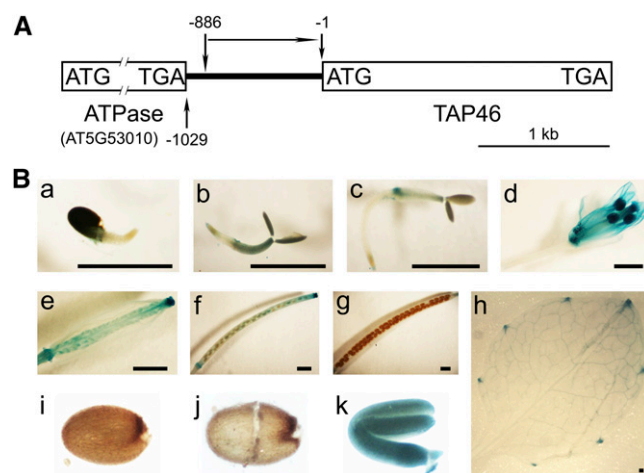 A
-886
-1
ATG
TGA
ATG
TGA
ATPase
TAP46
(AT5G53010)
-1029
1 kb
B
a
b
c
d
e
f
g
h
i
j
k